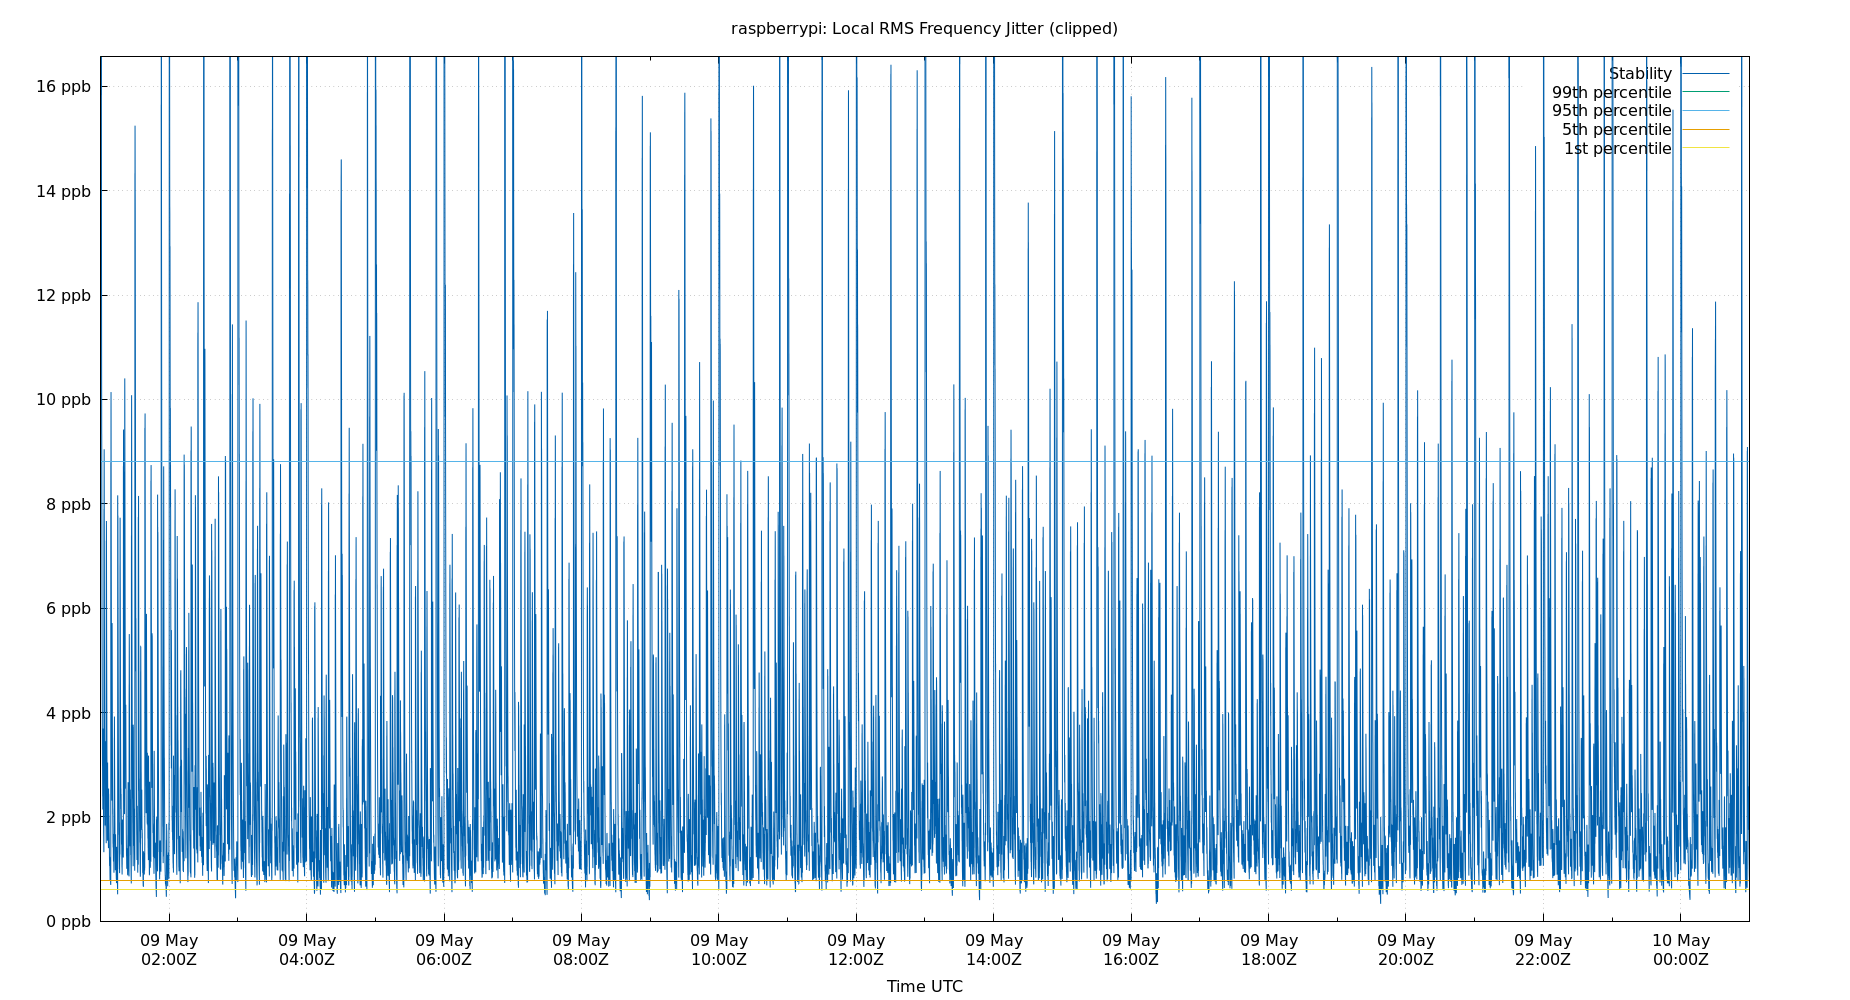 raspberrypi: Local RMS Frequency Jitter (clipped)
16 ppb
14 ppb
12 ppb
10 ppb
8 ppb
6 ppb
4 ppb
2 ppb
0 ppb
Stability
99th percentile
95th percentile
5th percentile
1st percentile
09 May 09 May 09 May 09 May 09 May 09 May 09 May 09 May 09 May 09 May 09 May 10 May
02:00Z 04:00Z 06:00Z 08:00Z 10:00Z 12:00Z 14:00Z 16:00Z 18:00Z 20:00Z 22:00Z 00:00Z
Time UTC